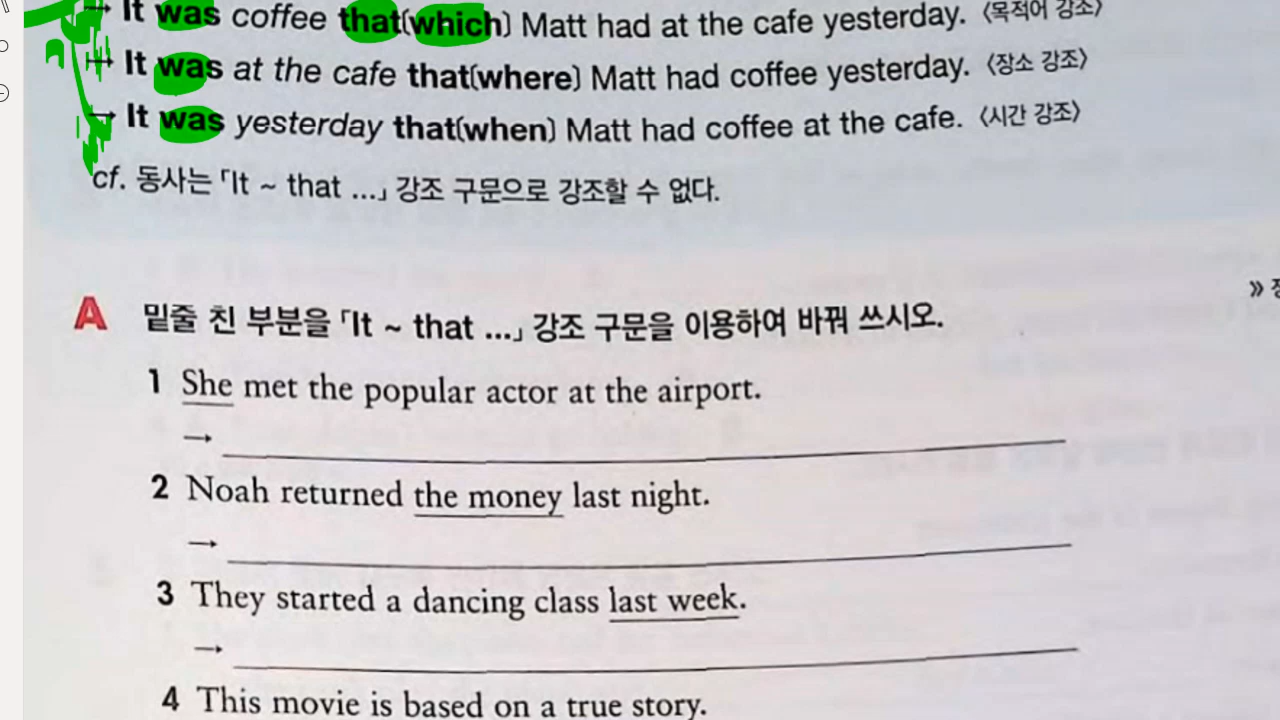 → It was coffee that(which) Matt had at the cafe yesterday. 〈목적어 강조〉
→ It was at the cafe that(where) Matt had coffee yesterday. 〈장소 강조〉
→ It was yesterday that(when) Matt had coffee at the cafe. 〈시간 강조〉
cf. 동사는 「It ~ that ...」 강조 구문으로 강조할 수 없다.
A 밑줄 친 부분을 「It ~ that ...」 강조 구문을 이용하여 바꿔 쓰시오.
»
1 She met the popular actor at the airport.
→
2 Noah returned the money last night.
→
3 They started a dancing class last week.
→
4 This movie is based on a true story.